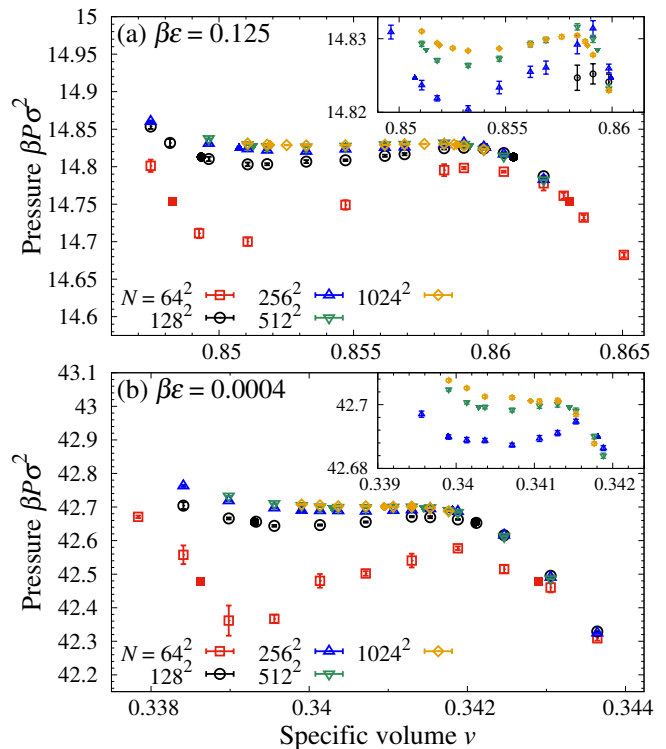 (a) βε = 0.125
Pressure βPσ²
15
14.95
14.9
14.85
14.8
14.75
14.7
14.65
14.6
14.83
14.82
0.85
0.855
0.86
N = 64² 256² 1024²
128² 512²
0.85 0.855 0.86 0.865
(b) βε = 0.0004
Pressure βPσ²
43.1
43
42.9
42.8
42.7
42.6
42.5
42.4
42.3
42.2
42.7
42.68
0.339 0.34 0.341 0.342
N = 64² 256² 1024²
128² 512²
0.338 0.34 0.342 0.344
Specific volume v